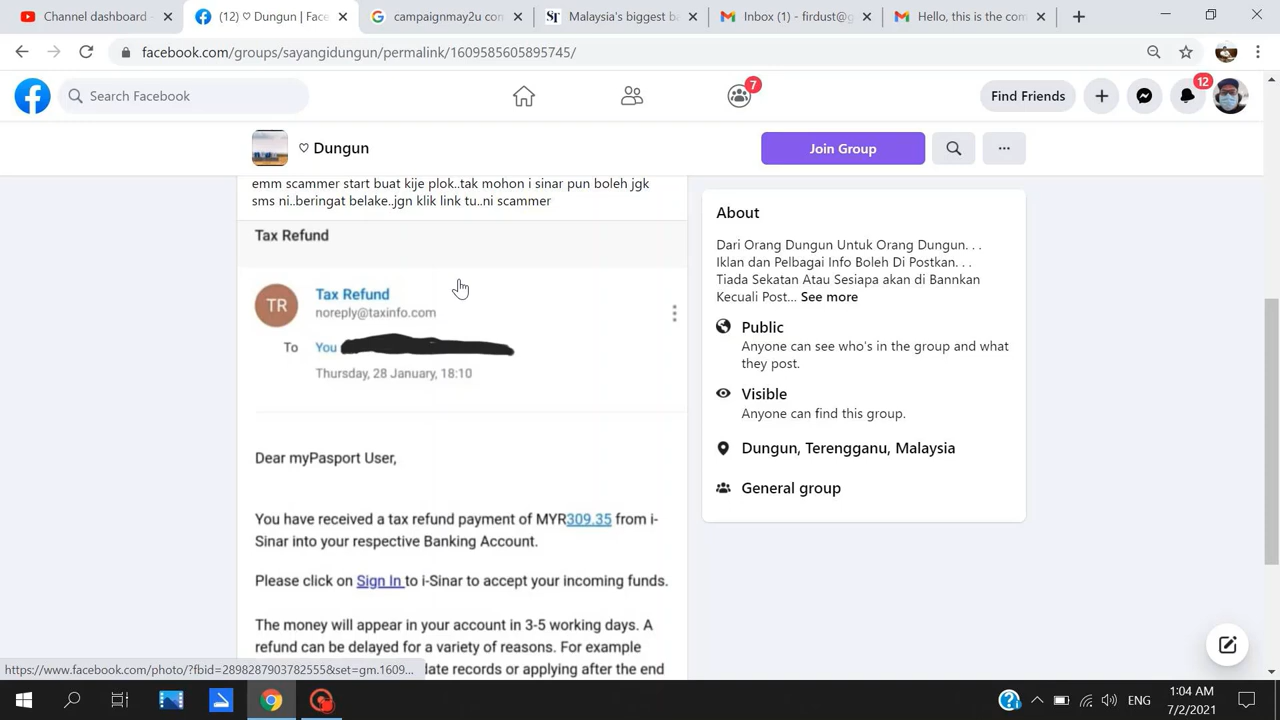 Channel dashboard -
(12) ♡ Dungun | Face
campaignmay2u con
Malaysia's biggest ba
Inbox (1) - firdust@g
Hello, this is the com
facebook.com/groups/sayangidungun/permalink/1609585605895745/
Search Facebook
7
Find Friends
12
♡ Dungun
Join Group
emm scammer start buat kije plok..tak mohon i sinar pun boleh jgk
sms ni..beringat belake..jgn klik link tu..ni scammer
Tax Refund
TR
Tax Refund
noreply@taxinfo.com
To You
Thursday, 28 January, 18:10
Dear myPasport User,
You have received a tax refund payment of MYR309.35 from i-
Sinar into your respective Banking Account.
Please click on Sign In to i-Sinar to accept your incoming funds.
The money will appear in your account in 3-5 working days. A
refund can be delayed for a variety of reasons. For example
date records or applying after the end
About
Dari Orang Dungun Untuk Orang Dungun. . .
Iklan dan Pelbagai Info Boleh Di Postkan. . .
Tiada Sekatan Atau Sesiapa akan di Bannkan
Kecuali Post... See more
Public
Anyone can see who's in the group and what
they post.
Visible
Anyone can find this group.
Dungun, Terengganu, Malaysia
General group
https://www.facebook.com/photo/?fbid=2898287903782555&set=gm.1609...
ENG
1:04 AM
7/2/2021